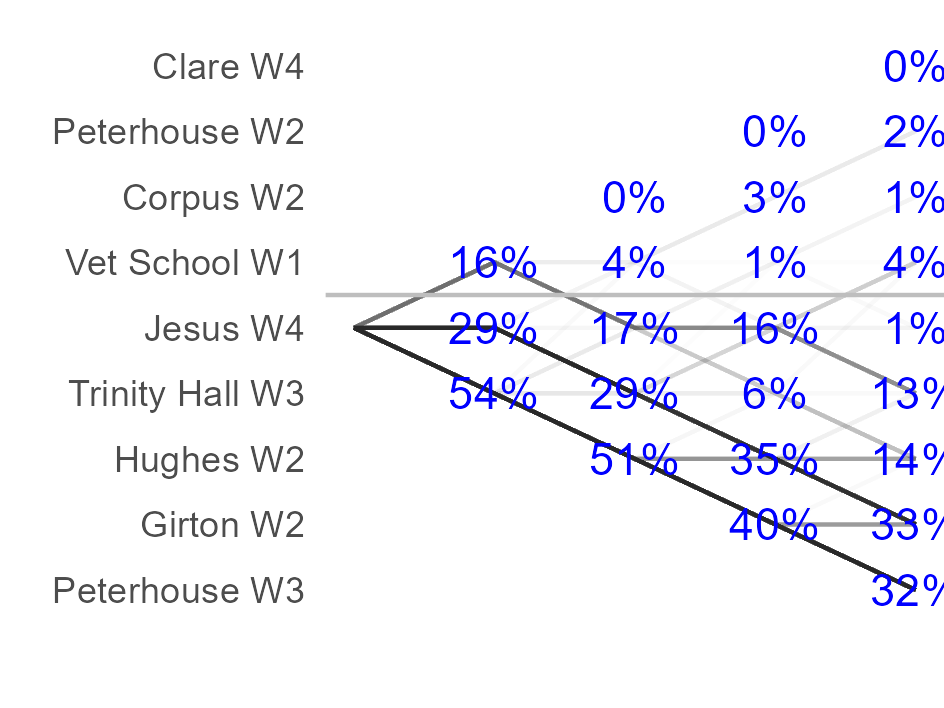 Clare W4 0%
Peterhouse W2 0% 2%
Corpus W2 0% 3% 1%
Vet School W1 16% 4% 1% 4%
Jesus W4 29% 17% 16% 1%
Trinity Hall W3 54% 29% 6% 13%
Hughes W2 51% 35% 14%
Girton W2 40% 33%
Peterhouse W3 32%